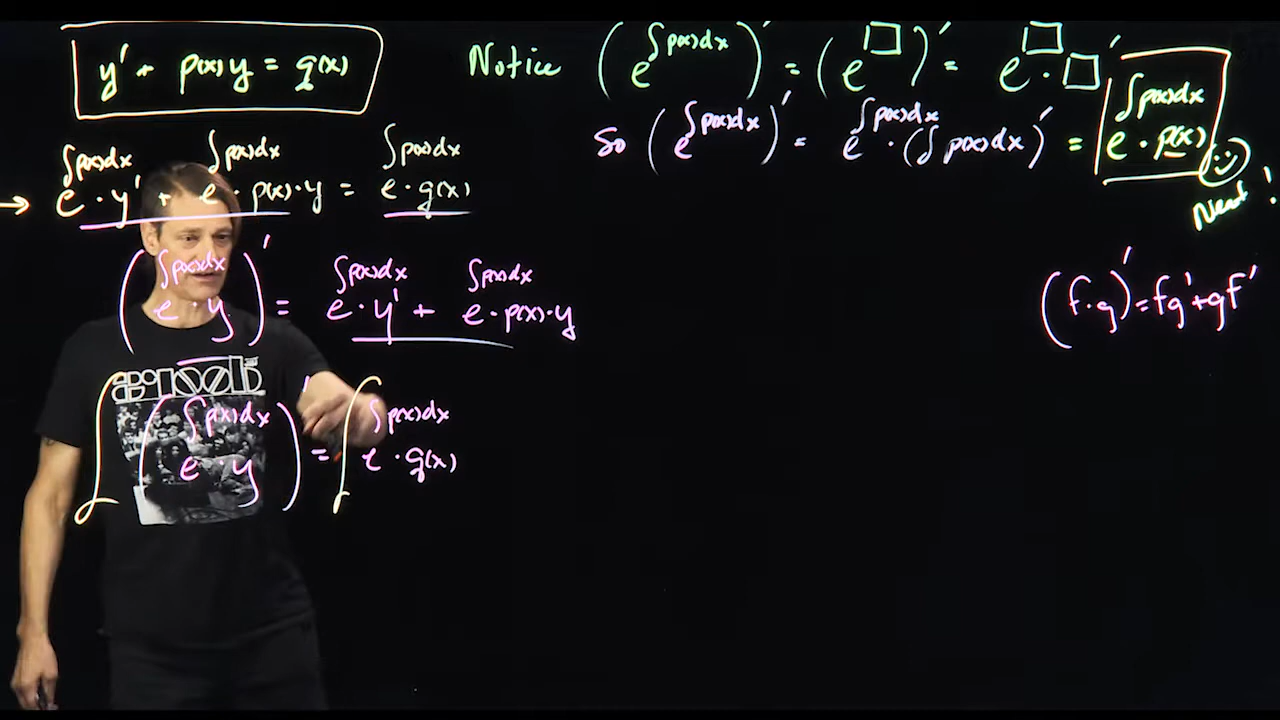 y' + p(x)y = q(x)
Notice (e^{∫p(x)dx})' = (e^□)' = e^□ · □'
So (e^{∫p(x)dx})' = e^{∫p(x)dx} · (∫p(x)dx)' = e^{∫p(x)dx} · p(x)
Neat!
→ e^{∫p(x)dx} · y' + e^{∫p(x)dx} · p(x) · y = e^{∫p(x)dx} · q(x)
(e^{∫p(x)dx} · y)' = e^{∫p(x)dx} · y' + e^{∫p(x)dx} · p(x) · y
(f·g)' = fg' + gf'
∫(e^{∫p(x)dx} · y)' = ∫e^{∫p(x)dx} · q(x)